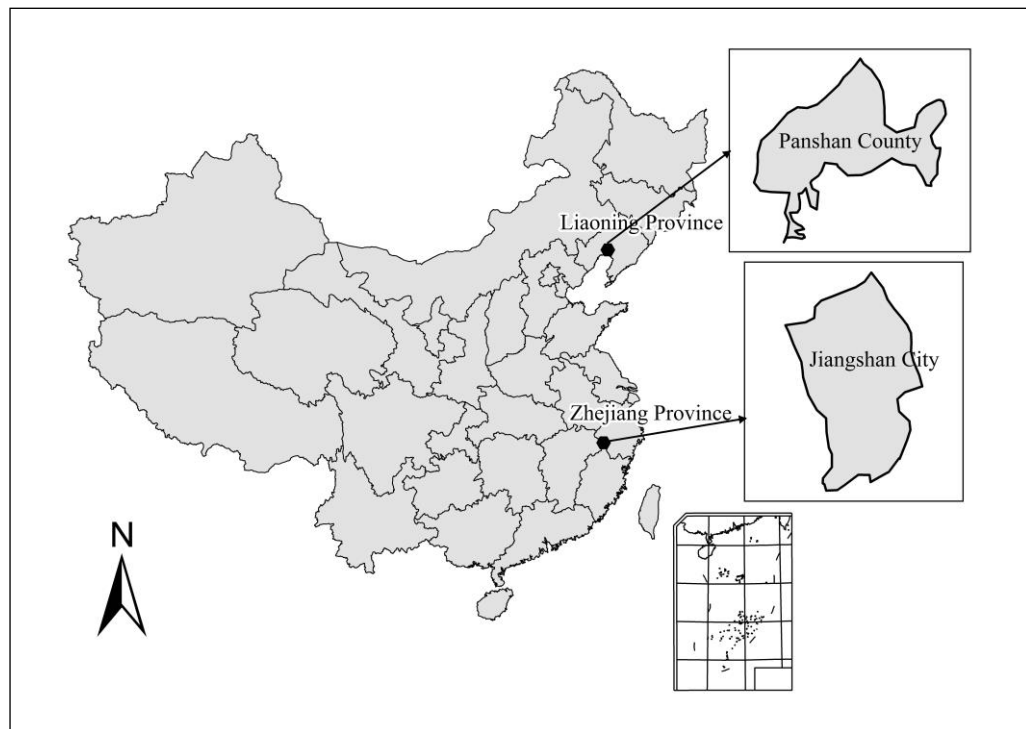 Panshan County
Liaoning Province
Jiangshan City
Zhejiang Province
N